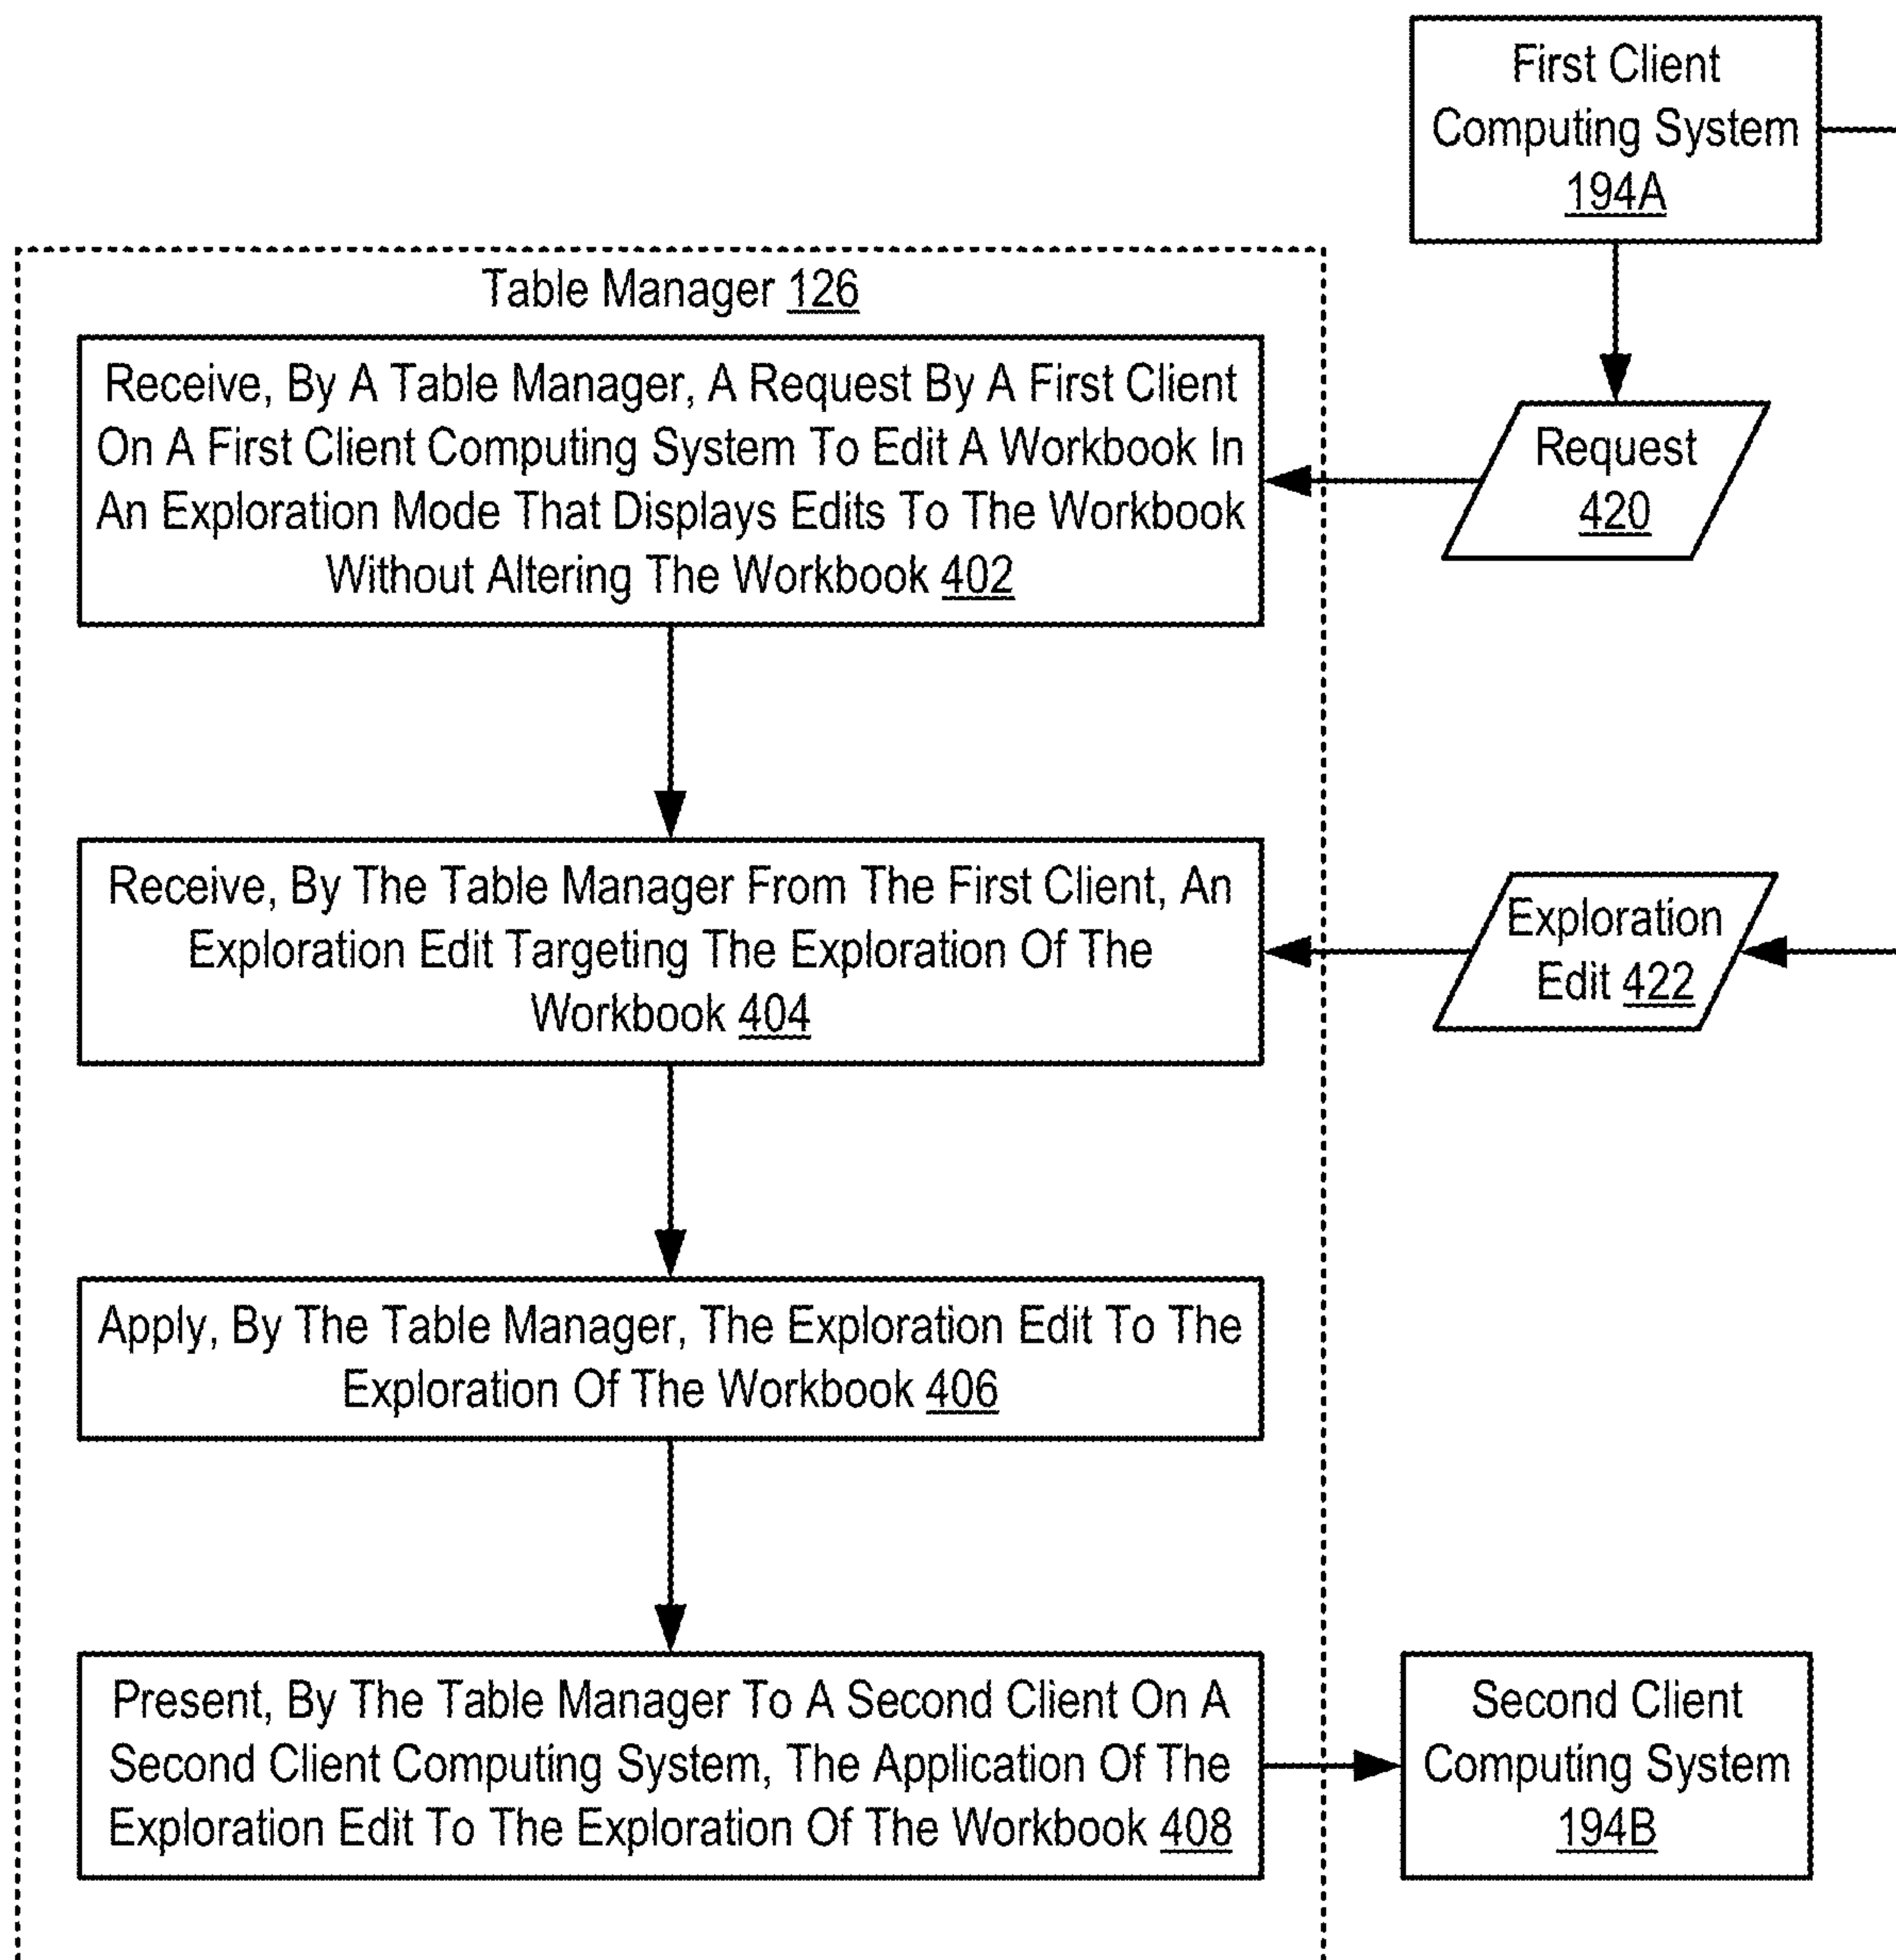 First Client
Computing System
194A
Table Manager 126
Receive, By A Table Manager, A Request By A First Client
On A First Client Computing System To Edit A Workbook In
An Exploration Mode That Displays Edits To The Workbook
Without Altering The Workbook 402
Request
420
Receive, By The Table Manager From The First Client, An
Exploration Edit Targeting The Exploration Of The
Workbook 404
Exploration
Edit 422
Apply, By The Table Manager, The Exploration Edit To The
Exploration Of The Workbook 406
Present, By The Table Manager To A Second Client On A
Second Client Computing System, The Application Of The
Exploration Edit To The Exploration Of The Workbook 408
Second Client
Computing System
194B